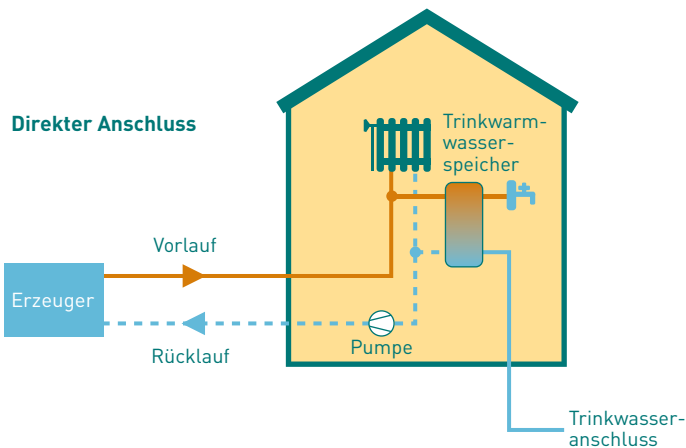 Direkter Anschluss
Trinkwarm-
wasser-
speicher
Vorlauf
Erzeuger
Rücklauf
Pumpe
Trinkwasser-
anschluss